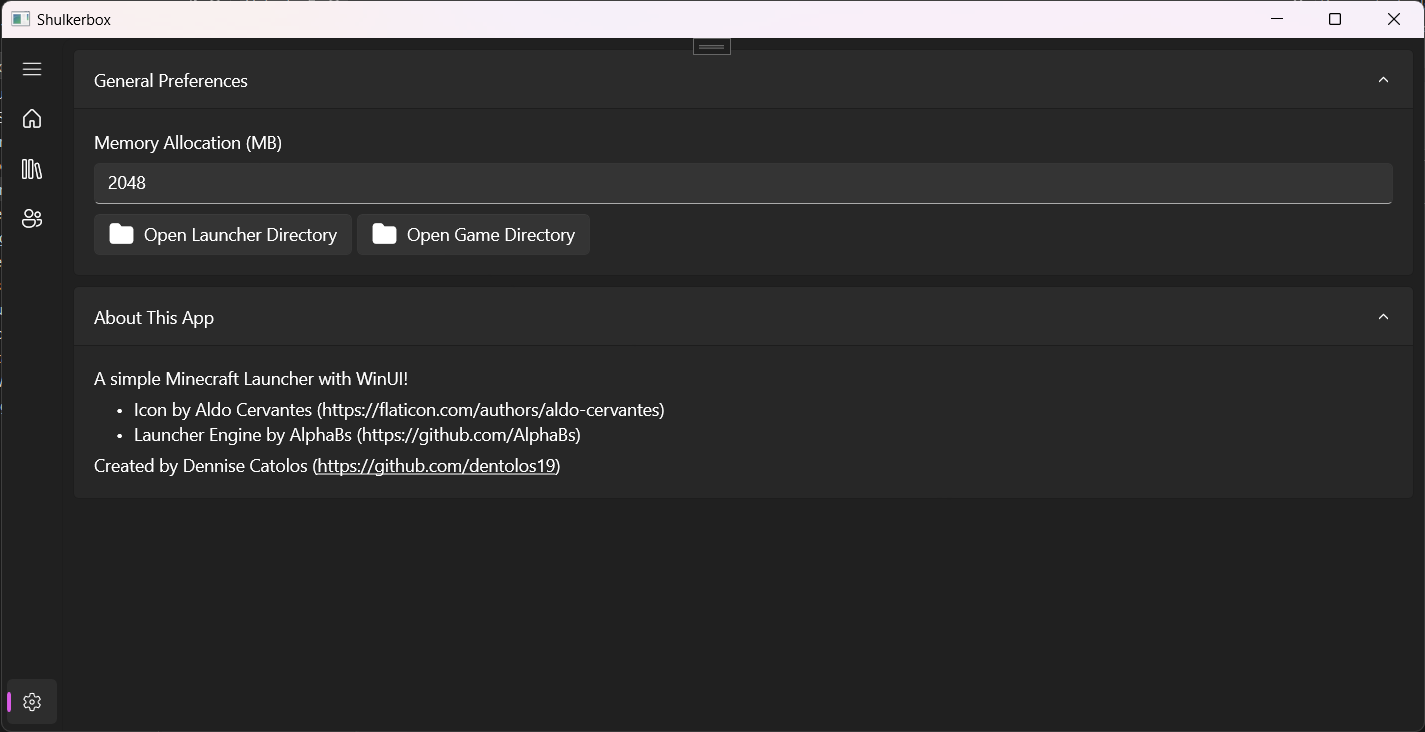 Shulkerbox
General Preferences
Memory Allocation (MB)
2048
Open Launcher Directory
Open Game Directory
About This App
A simple Minecraft Launcher with WinUI!
• Icon by Aldo Cervantes (https://flaticon.com/authors/aldo-cervantes)
• Launcher Engine by AlphaBs (https://github.com/AlphaBs)
Created by Dennise Catolos (https://github.com/dentolos19)